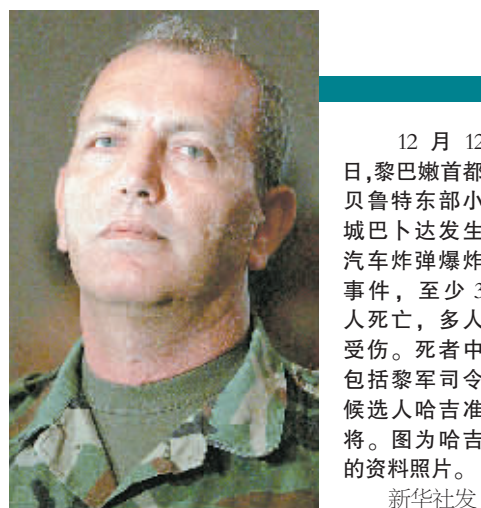 12 月 12
日,黎巴嫩首都
贝鲁特东部小
城巴卜达发生
汽车炸弹爆炸
事件，至少 3
人死亡，多人
受伤。死者中
包括黎军司令
候选人哈吉准
将。图为哈吉
的资料照片。
新华社发